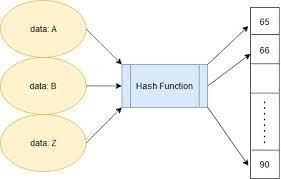 data: A
data: B
data: Z
Hash Function
65
66
90